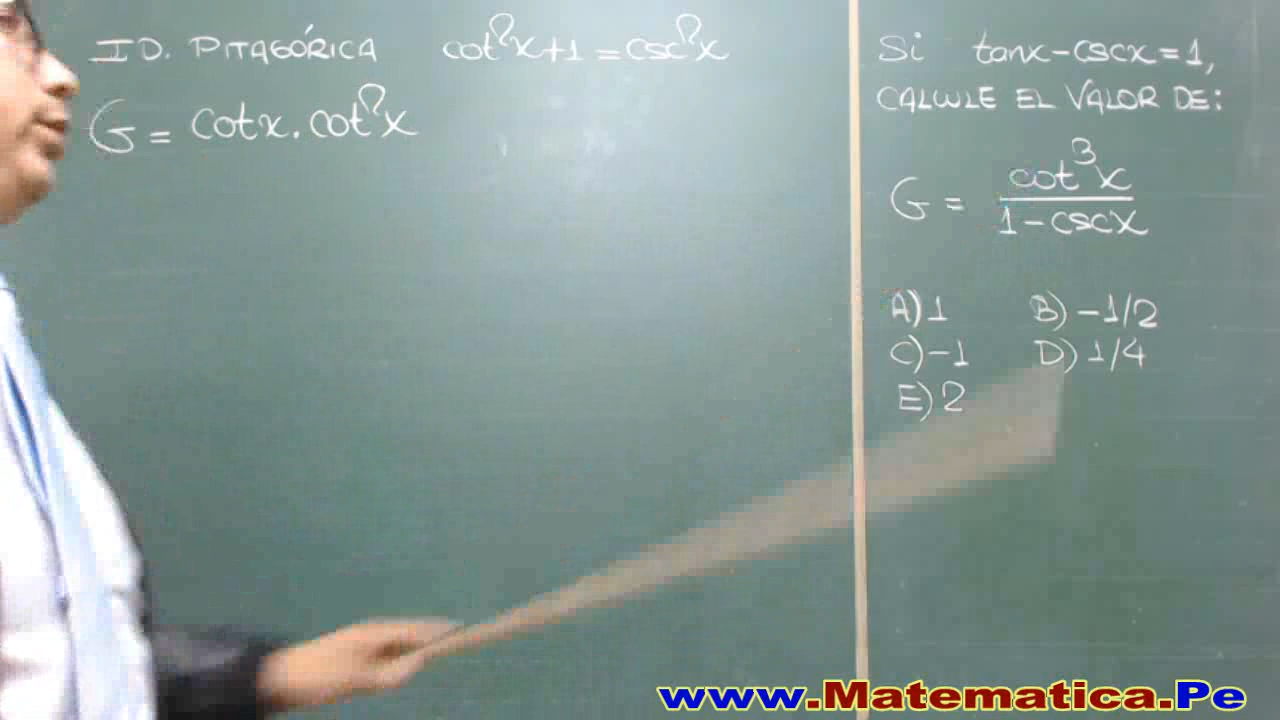 ID. PITAGÓRICA cot²x+1=csc²x
G = cotx.cot²x
Si tanx-cscx=1,
CALCULE EL VALOR DE:
G = cot³x / 1-cscx
A) 1 B) -1/2
C) -1 D) 1/4
E) 2
www.Matematica.Pe